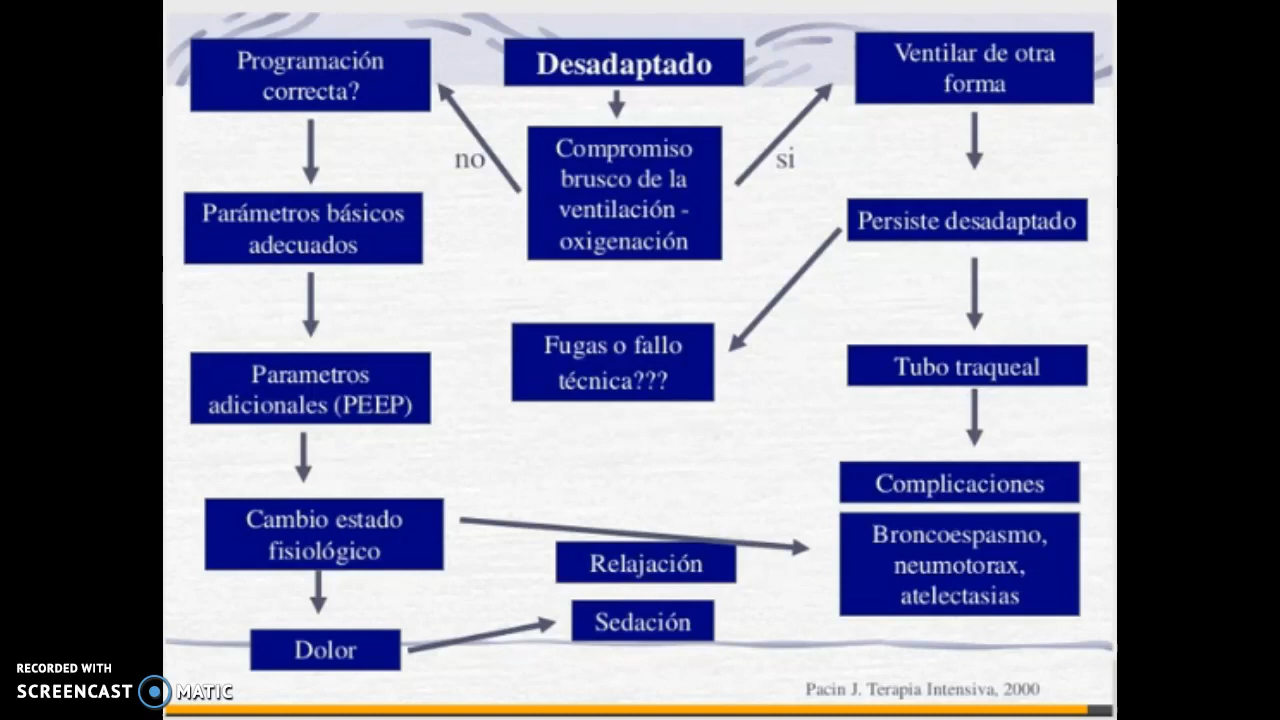 Programación
correcta?
Desadaptado
Ventilar de otra
forma
no
Compromiso
brusco de la
ventilación -
oxigenación
si
Parámetros básicos
adecuados
Persiste desadaptado
Fugas o fallo
técnica???
Tubo traqueal
Parametros
adicionales (PEEP)
Complicaciones
Cambio estado
fisiológico
Broncoespasmo,
neumotorax,
atelectasias
Relajación
Sedación
Dolor
Pacin J. Terapia Intensiva, 2000
RECORDED WITH
SCREENCAST MATIC